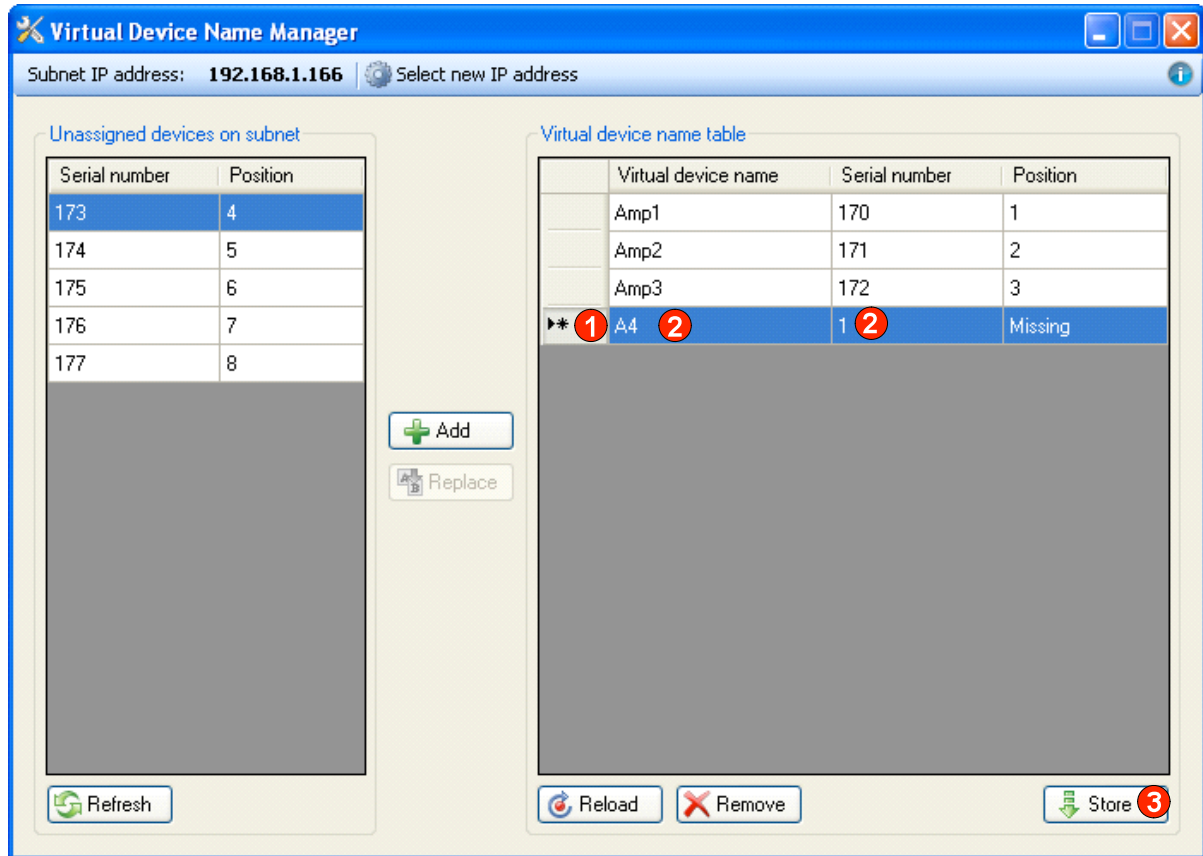 Virtual Device Name Manager
Subnet IP address: 192.168.1.166 Select new IP address
Unassigned devices on subnet
Serial number Position
173 4
174 5
175 6
176 7
177 8
Refresh
Add
Replace
Virtual device name table
Virtual device name Serial number Position
Amp1 170 1
Amp2 171 2
Amp3 172 3
1 A4 2 1 2 Missing
Reload Remove Store 3